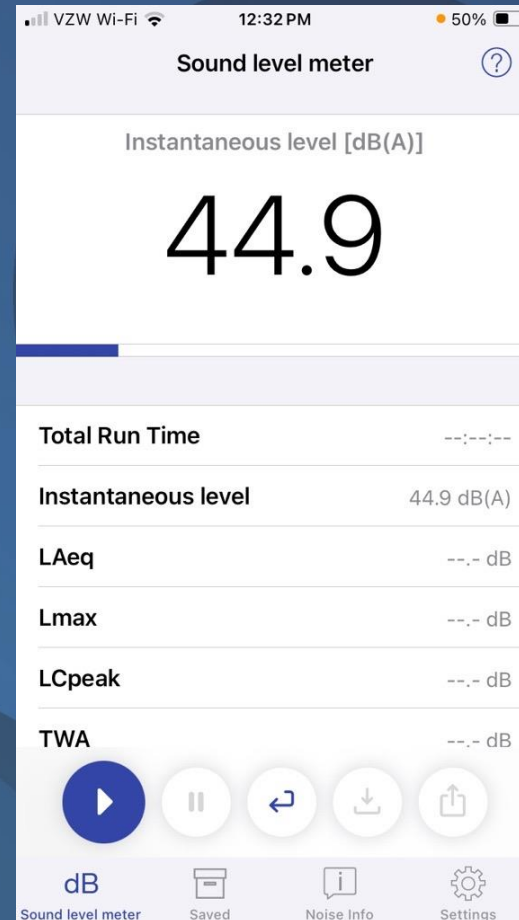 VZW Wi-Fi 12:32 PM 50%
Sound level meter ?
Instantaneous level [dB(A)]
44.9
Total Run Time --:--:--
Instantaneous level 44.9 dB(A)
LAeq --.- dB
Lmax --.- dB
LCpeak --.- dB
TWA --.- dB
dB
Sound level meter Saved Noise Info Settings